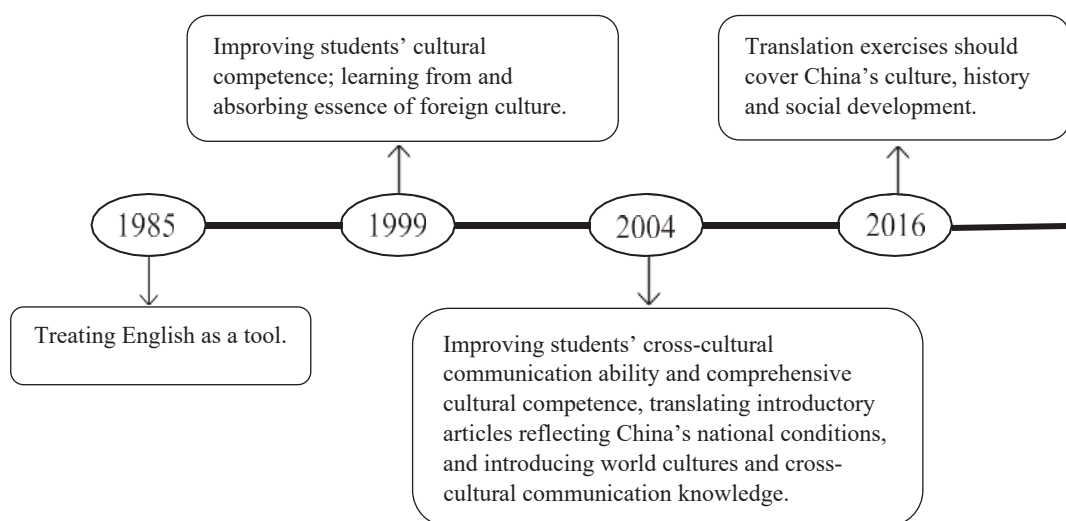 Improving students’ cultural
competence; learning from and
absorbing essence of foreign culture.
Translation exercises should
cover China’s culture, history
and social development.
1985
1999
2004
2016
Treating English as a tool.
Improving students’ cross-cultural
communication ability and comprehensive
cultural competence, translating introductory
articles reflecting China’s national conditions,
and introducing world cultures and cross-
cultural communication knowledge.